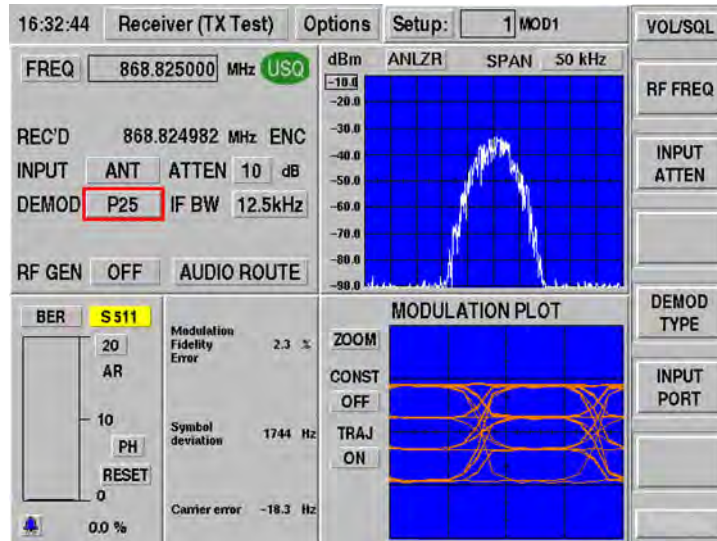 16:32:44 Receiver (TX Test) Options Setup: 1 MOD1 VOL/SQL
FREQ 868.825000 MHz USQ
REC'D 868.824982 MHz ENC
INPUT ANT ATTEN 10 dB
DEMOD P25 IF BW 12.5kHz
RF GEN OFF AUDIO ROUTE
dBm ANLZR SPAN 50 kHz
-10.0
-20.0
-30.0
-40.0
-50.0
-60.0
-80.0
-90.0
RF FREQ
INPUT
ATTEN
BER S 511
20
AR
10
PH
RESET
0
0.0 %
Modulation
Fidelity 2.3 %
Error
Symbol
deviation 1744 Hz
Carrier error -18.3 Hz
MODULATION PLOT
ZOOM
CONST
OFF
TRAJ
ON
DEMOD
TYPE
INPUT
PORT